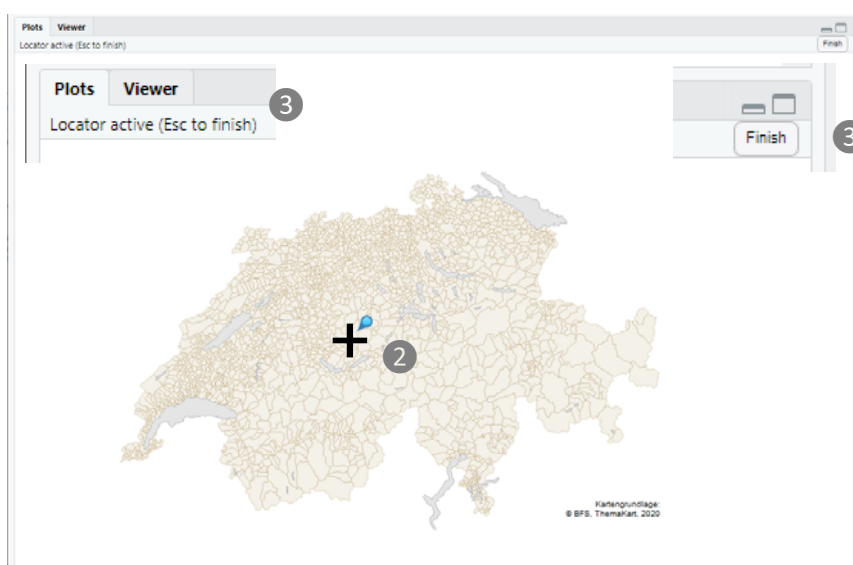 Plots Viewer
Locator active (Esc to finish)
Finish
Plots Viewer
Locator active (Esc to finish)
3
Finish
3
2
Kartengrundlage:
© BFS, ThemaKart, 2020